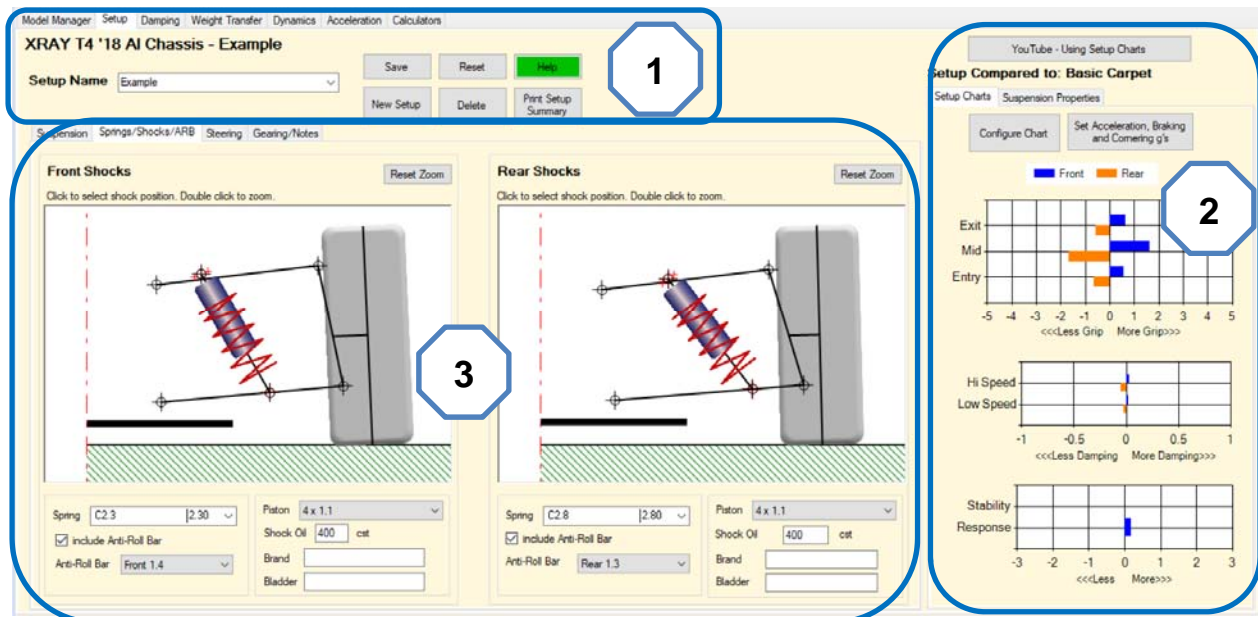 Model Manager Setup Damping Weight Transfer Dynamics Acceleration Calculators
XRAY T4 '18 Al Chassis - Example
Setup Name Example
Save Reset Help
New Setup Delete Print Setup
Summary
1
Suspension Springs/Shocks/ARB Steering Gearing/Notes
Front Shocks
Reset Zoom
Click to select shock position. Double click to zoom.
Spring C2.3 2.30
include Anti-Roll Bar
Anti-Roll Bar Front 1.4
Piston 4 x 1.1
Shock Oil 400 cst
Brand
Bladder
3
Rear Shocks
Reset Zoom
Click to select shock position. Double click to zoom.
Spring C2.8 2.80
include Anti-Roll Bar
Anti-Roll Bar Rear 1.3
Piston 4 x 1.1
Shock Oil 400 cst
Brand
Bladder
YouTube - Using Setup Charts
Setup Compared to: Basic Carpet
Setup Charts Suspension Properties
Configure Chart
Set Acceleration, Braking
and Cornering g's
Front Rear
2
Exit
Mid
Entry
-5 -4 -3 -2 -1 0 1 2 3 4 5
<<<Less Grip More Grip>>>
Hi Speed
Low Speed
-1 -0.5 0 0.5 1
<<<Less Damping More Damping>>>
Stability
Response
-3 -2 -1 0 1 2 3
<<<Less More>>>